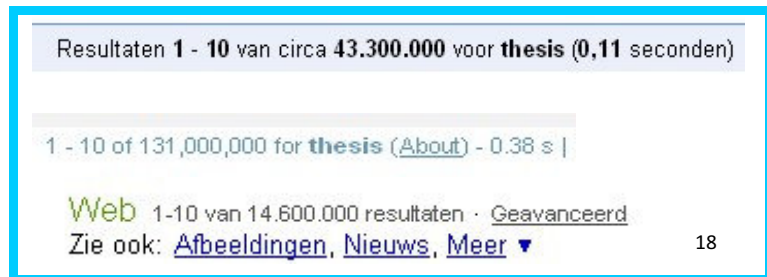 Resultaten 1 - 10 van circa 43.300.000 voor thesis (0,11 seconden)
1 - 10 of 131,000,000 for thesis (About) - 0.38 s |
Web 1-10 van 14.600.000 resultaten · Geavanceerd
Zie ook: Afbeeldingen, Nieuws, Meer ▼
18